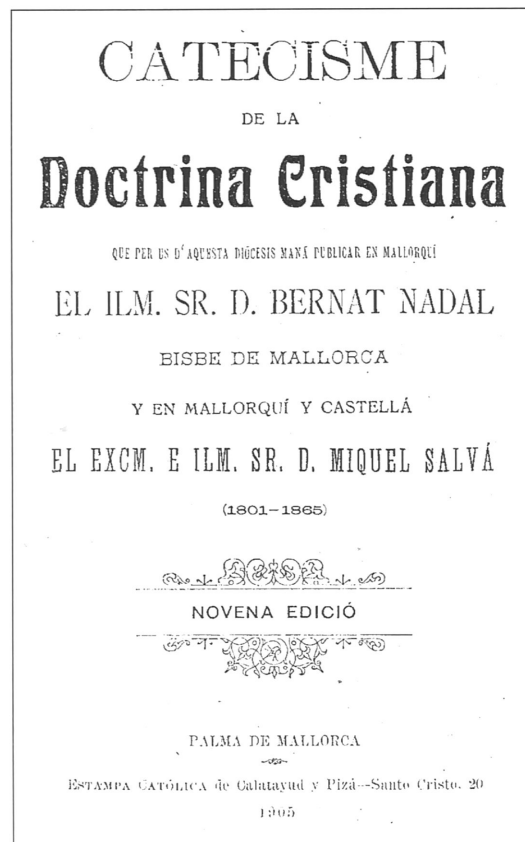 CATECISME
DE LA
Doctrina Cristiana
QUE PER US D'AQUESTA DIÓCESIS MANÁ PUBLICAR EN MALLORQUÍ
EL ILM. SR. D. BERNAT NADAL
BISBE DE MALLORCA
Y EN MALLORQUÍ Y CASTELLÁ
EL EXCM. E ILM. SR. D. MIQUEL SALVÁ
(1801-1865)
NOVENA EDICIÓ
PALMA DE MALLORCA
ESTAMPA CATÓLICA de Calatayud y Pizá--Santo Cristo, 20
1905